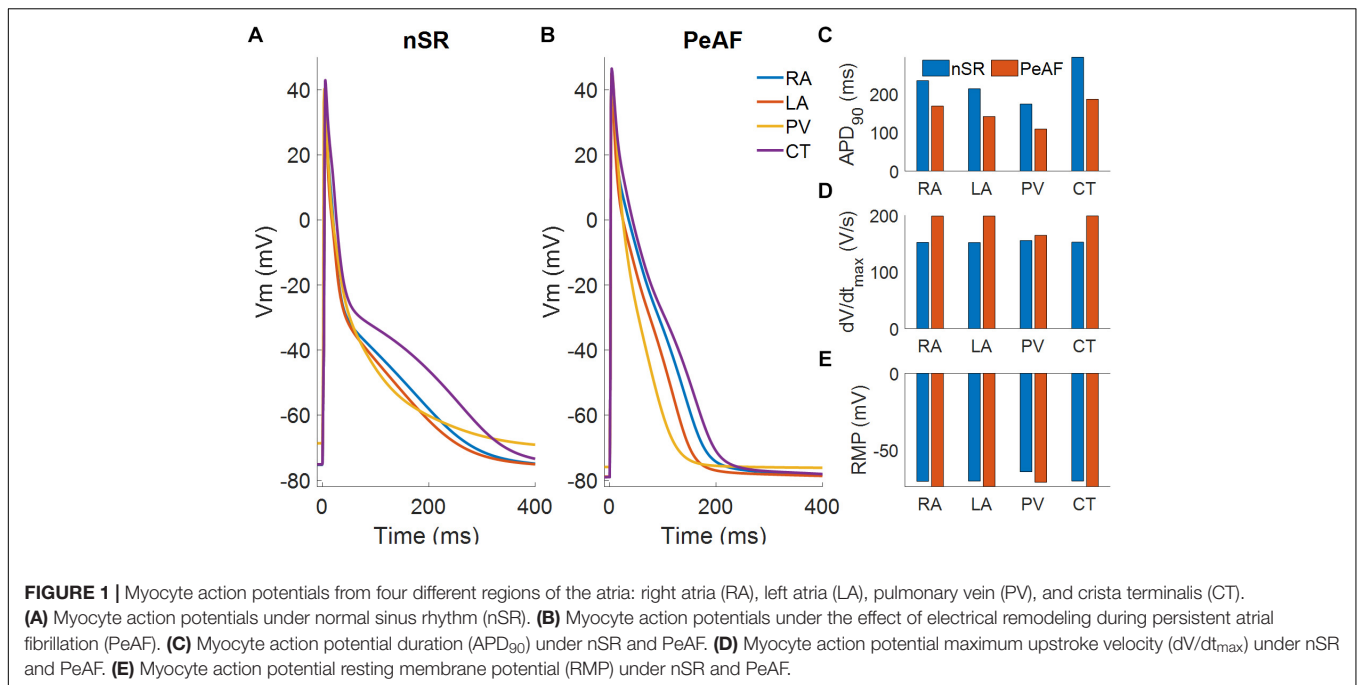 A
nSR
40
20
0
-20
-40
-60
-80
Vm (mV)
0
200
400
Time (ms)
B
PeAF
RA
LA
PV
CT
40
20
0
-20
-40
-60
-80
Vm (mV)
0
200
400
Time (ms)
C
nSR
PeAF
200
100
0
APD90 (ms)
RA
LA
PV
CT
D
200
100
0
dV/dtmax (V/s)
RA
LA
PV
CT
E
0
-50
RMP (mV)
RA
LA
PV
CT
FIGURE 1 | Myocyte action potentials from four different regions of the atria: right atria (RA), left atria (LA), pulmonary vein (PV), and crista terminalis (CT).
(A) Myocyte action potentials under normal sinus rhythm (nSR). (B) Myocyte action potentials under the effect of electrical remodeling during persistent atrial
fibrillation (PeAF). (C) Myocyte action potential duration (APD90) under nSR and PeAF. (D) Myocyte action potential maximum upstroke velocity (dV/dtmax) under nSR
and PeAF. (E) Myocyte action potential resting membrane potential (RMP) under nSR and PeAF.